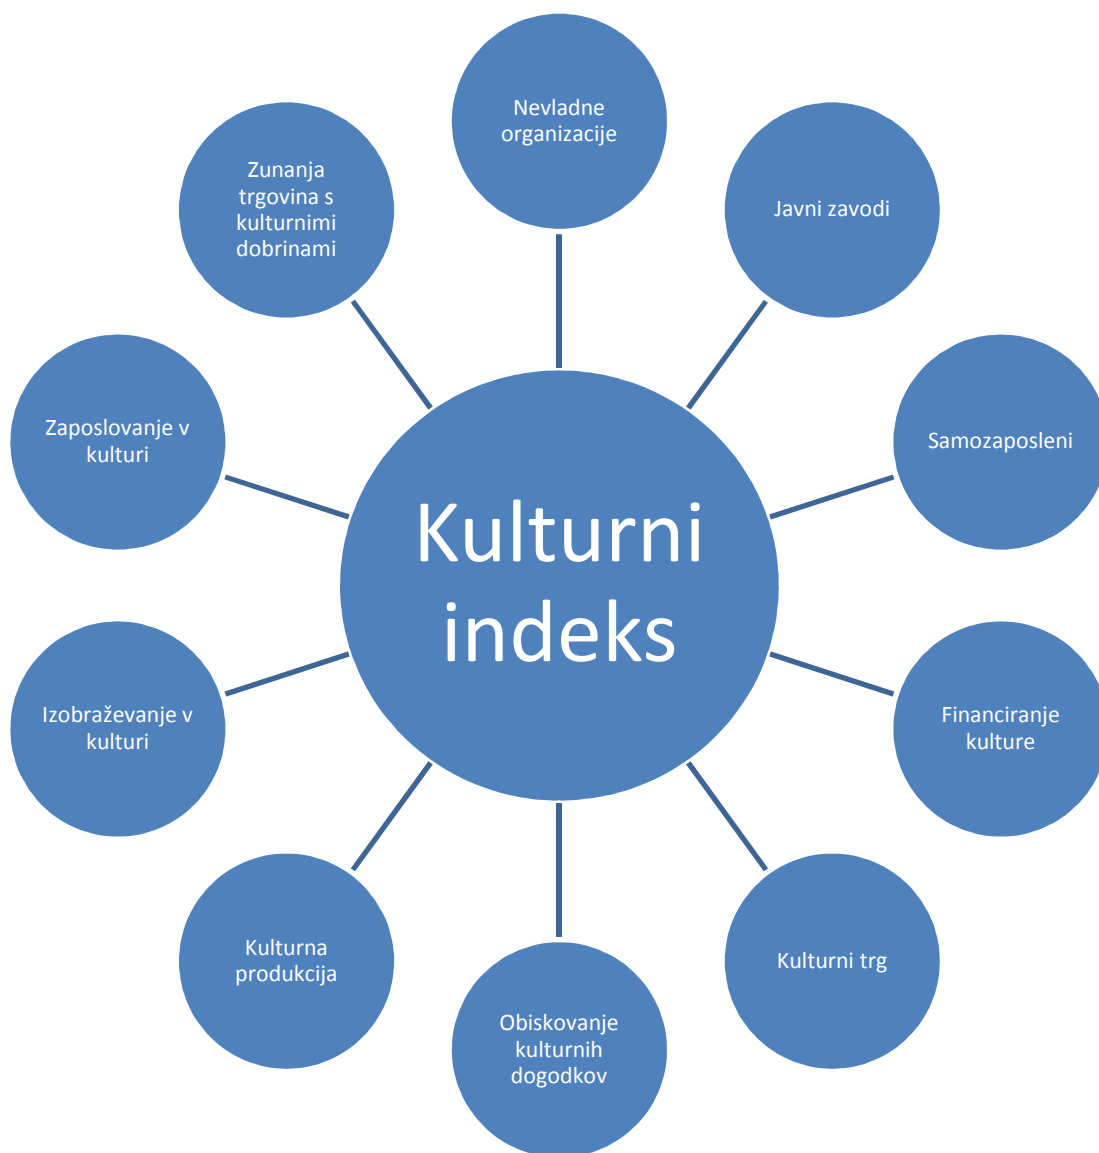 Nevladne
organizacije
Javni zavodi
Samozaposleni
Financiranje
kulture
Kulturni trg
Obiskovanje
kulturnih
dogodkov
Kulturna
produkcija
Izobraževanje v
kulturi
Zaposlovanje v
kulturi
Zunanja
trgovina s
kulturnimi
dobrinami
Kulturni
indeks